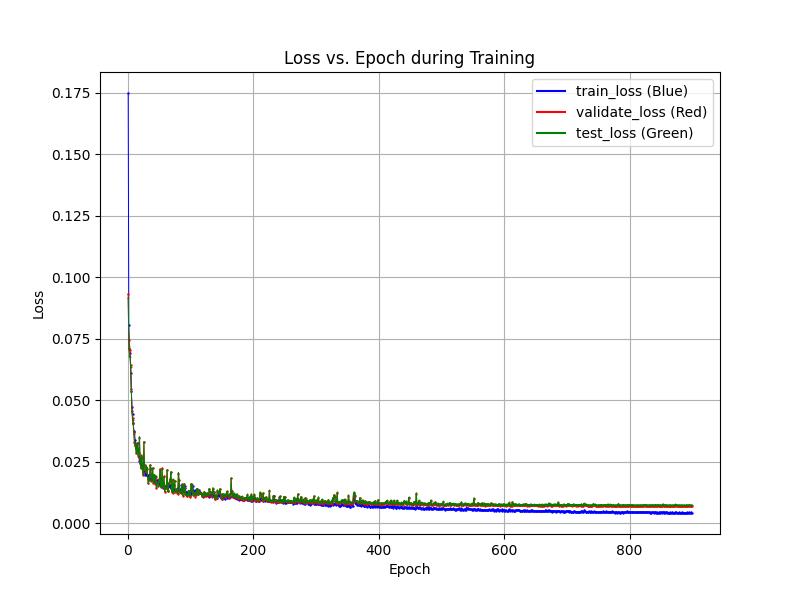 Loss vs. Epoch during Training
train_loss (Blue)
validate_loss (Red)
test_loss (Green)
0.175
0.150
0.125
0.100
0.075
0.050
0.025
0.000
Loss
0 200 400 600 800
Epoch